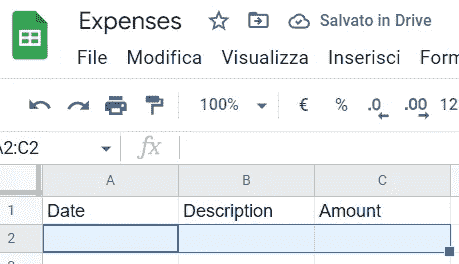 Expenses Salvato in Drive
File Modifica Visualizza Inserisci Form
100% € % .0 .00 12
A2:C2 fx
A B C
1 Date Description Amount
2